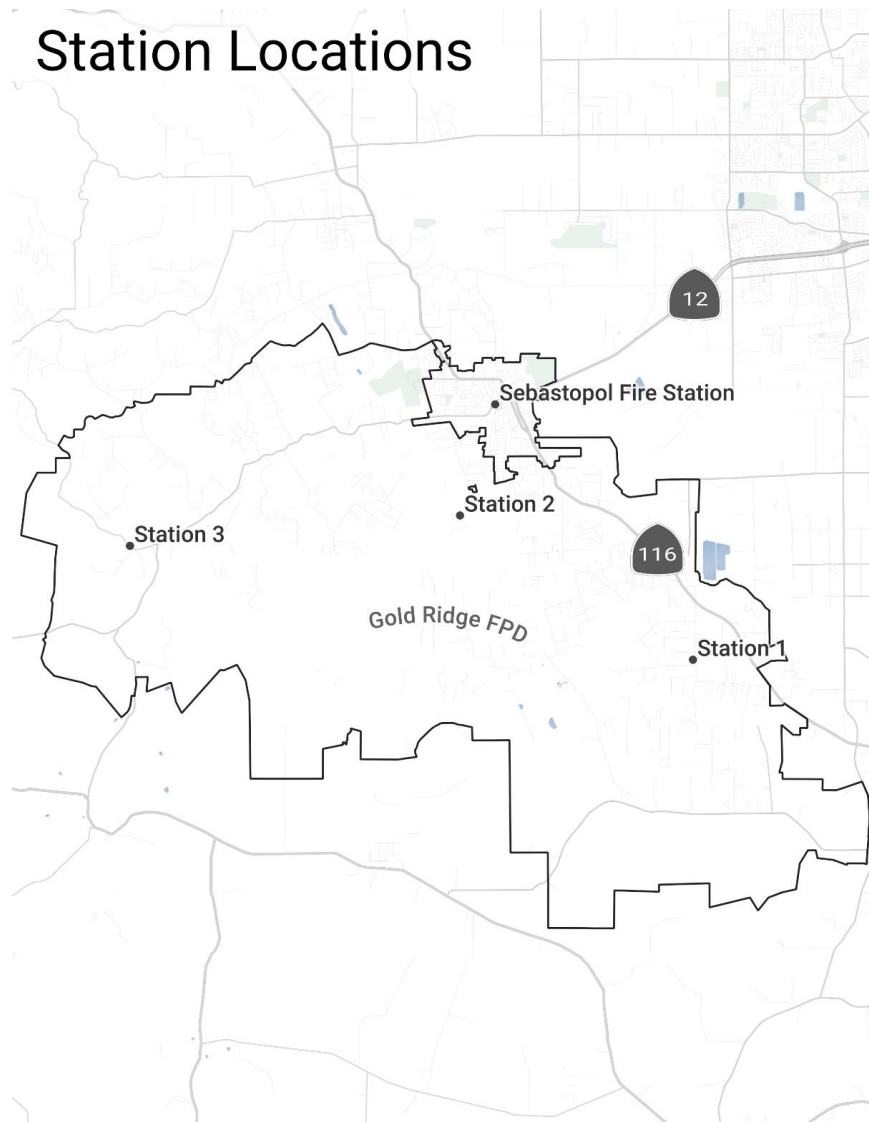 Station Locations
12
Sebastopol Fire Station
Station 2
Station 3
116
Gold Ridge FPD
Station 1